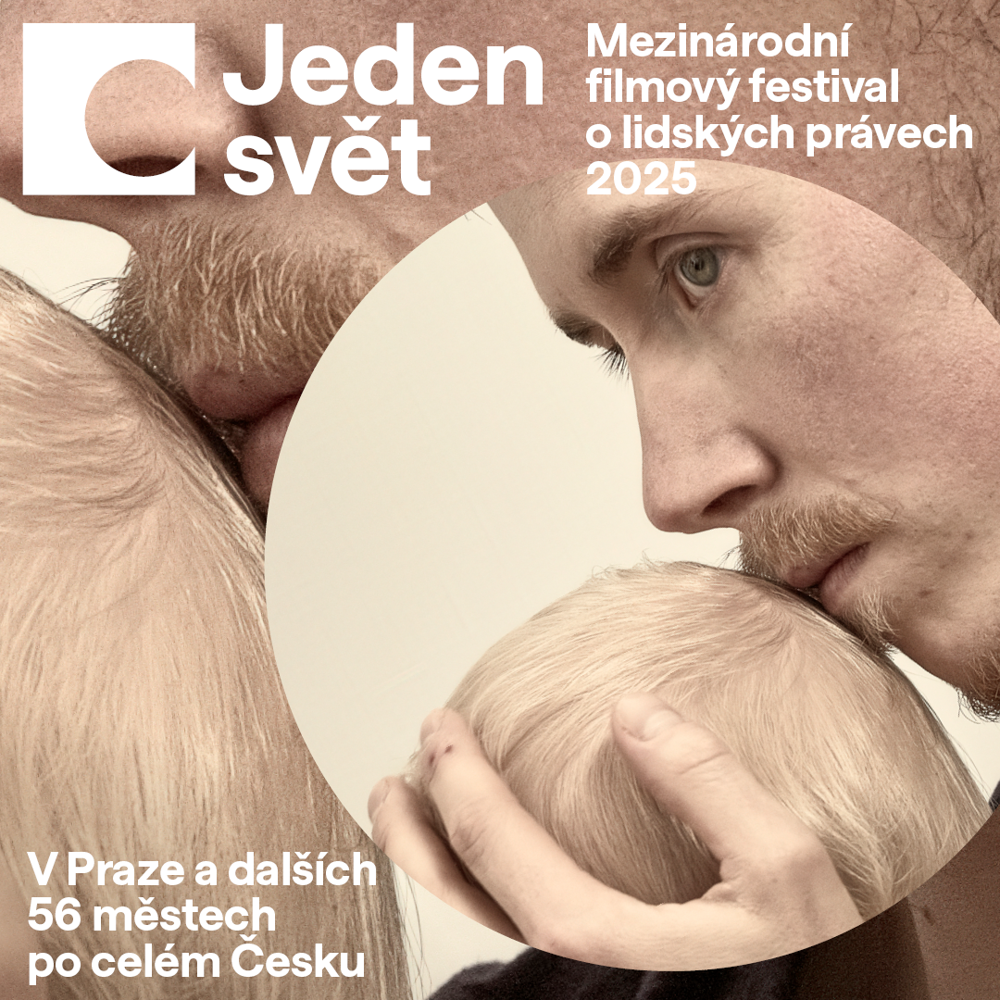 Jeden
svět
Mezinárodní
filmový festival
o lidských právech
2025
V Praze a dalších
56 městech
po celém Česku